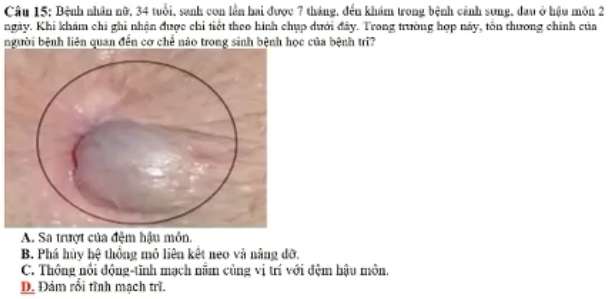 Câu 15: Bệnh nhân nữ, 34 tuổi, sanh con lần hai được 7 tháng, đến khám trong bệnh cảnh sưng, đau ở hậu môn 2
ngày. Khi khám chỉ ghi nhận được chi tiết theo hình chụp dưới đây. Trong trường hợp này, tổn thương chính của
người bệnh liên quan đến cơ chế nào trong sinh bệnh học của bệnh trĩ?
A. Sa trượt của đệm hậu môn.
B. Phá hủy hệ thống mô liên kết neo và nâng đỡ.
C. Thông nối động-tĩnh mạch nằm cùng vị trí với đệm hậu môn.
D. Đám rối tĩnh mạch trĩ.